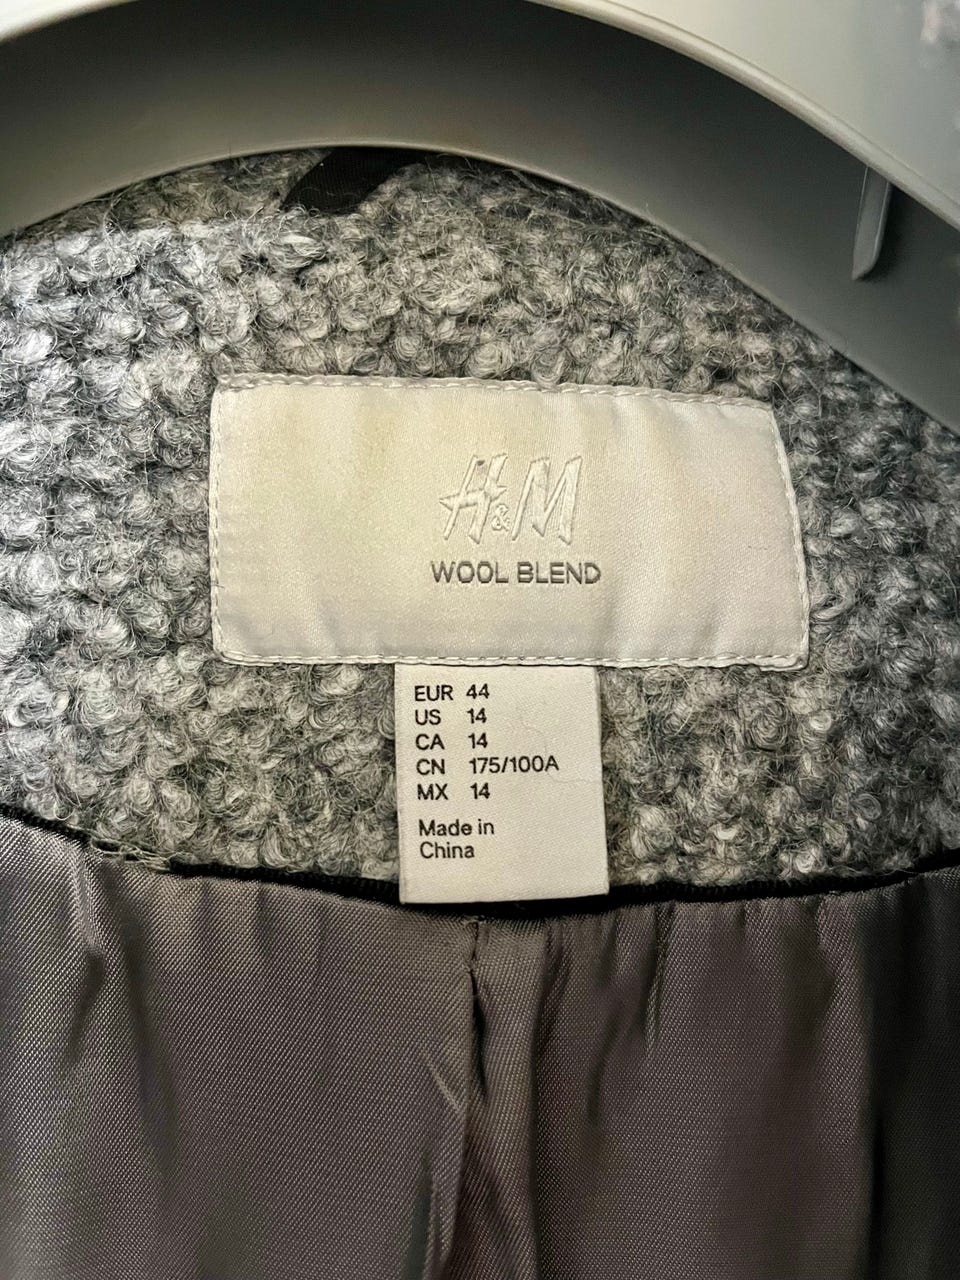 H&M
WOOL BLEND
EUR 44
US 14
CA 14
CN 175/100A
MX 14
Made in
China